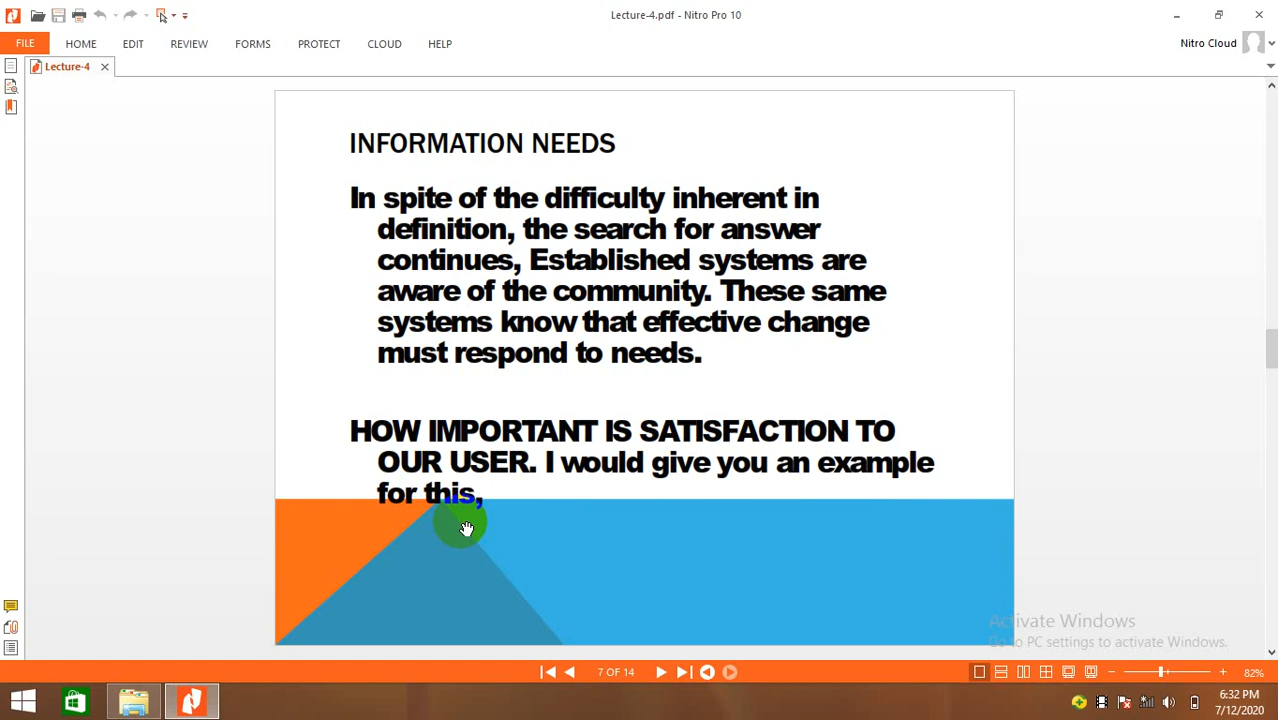 Lecture-4.pdf - Nitro Pro 10
FILE HOME EDIT REVIEW FORMS PROTECT CLOUD HELP
Nitro Cloud
Lecture-4
INFORMATION NEEDS
In spite of the difficulty inherent in
definition, the search for answer
continues, Established systems are
aware of the community. These same
systems know that effective change
must respond to needs.
HOW IMPORTANT IS SATISFACTION TO
OUR USER. I would give you an example
for this,
Activate Windows
Go to PC settings to activate Windows.
7 OF 14
82%
6:32 PM
7/12/2020